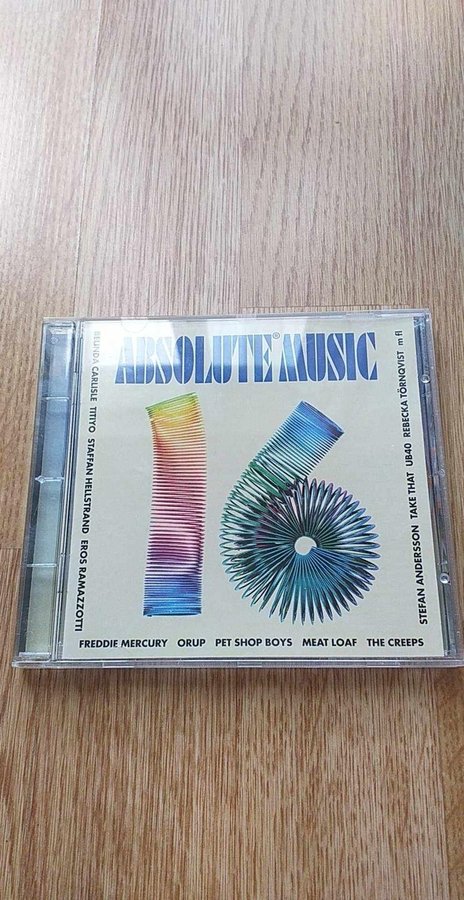 ABSOLUTE® MUSIC
16
BELINDA CARLISLE TITIYO STAFFAN HELLSTRAND EROS RAMAZZOTTI
FREDDIE MERCURY ORUP PET SHOP BOYS MEAT LOAF THE CREEPS
STEFAN ANDERSSON TAKE THAT UB40 REBECKA TÖRNQVIST m fl